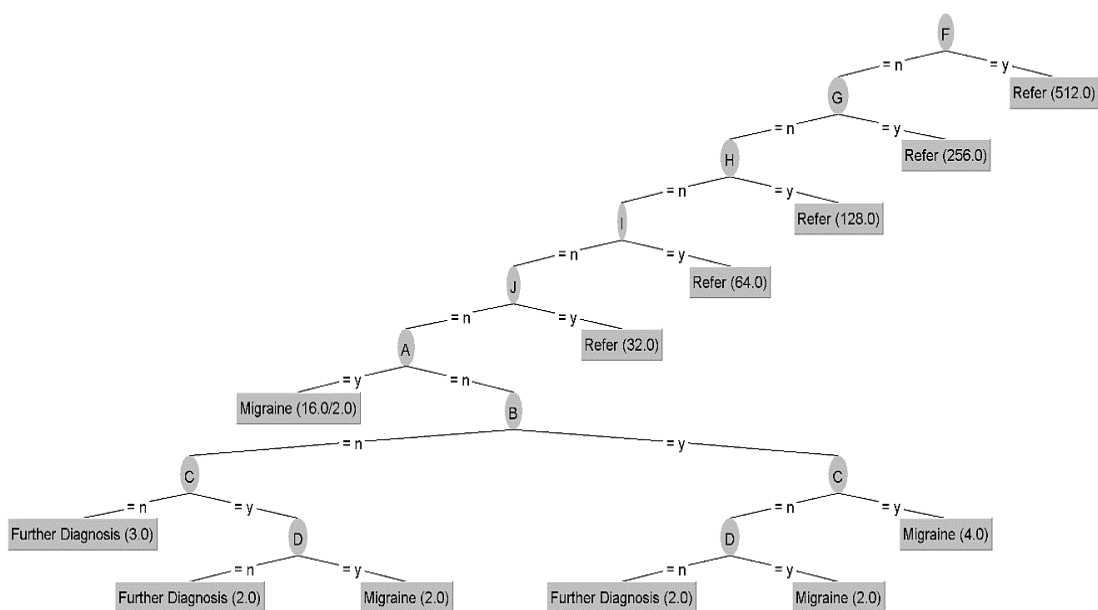 F
= n
= y
Refer (512.0)
G
= n
= y
Refer (256.0)
H
= n
= y
Refer (128.0)
I
= n
= y
Refer (64.0)
J
= n
= y
Refer (32.0)
A
= y
= n
Migraine (16.0/2.0)
B
= n
= y
C
C
= n
= y
= n
= y
Further Diagnosis (3.0)
D
D
Migraine (4.0)
= n
= y
= n
= y
Further Diagnosis (2.0)
Migraine (2.0)
Further Diagnosis (2.0)
Migraine (2.0)